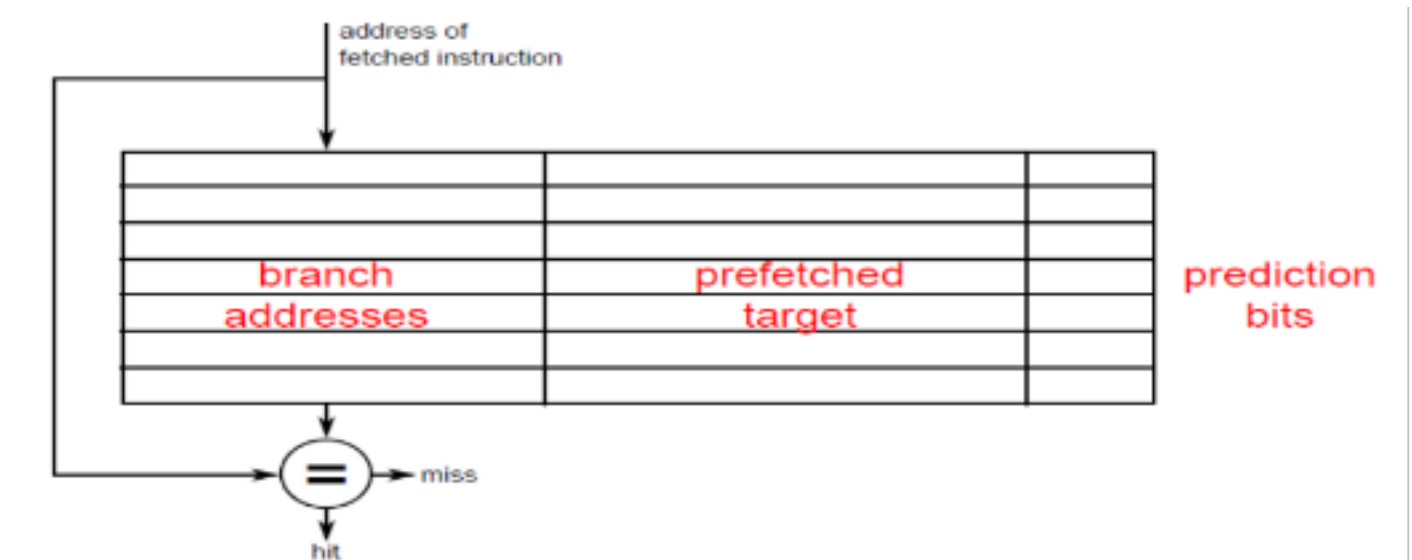 address of
fetched instruction
branch
addresses
prefetched
target
prediction
bits
=
miss
hit